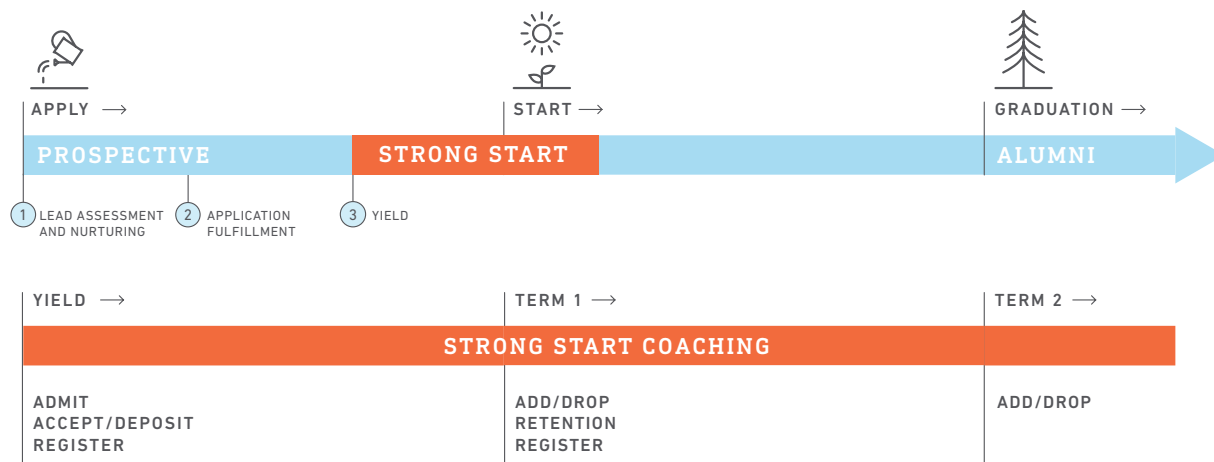 APPLY →
START →
GRADUATION →
PROSPECTIVE
STRONG START
ALUMNI
1 LEAD ASSESSMENT
AND NURTURING
2 APPLICATION
FULFILLMENT
3 YIELD
YIELD →
TERM 1 →
TERM 2 →
STRONG START COACHING
ADMIT
ACCEPT/DEPOSIT
REGISTER
ADD/DROP
RETENTION
REGISTER
ADD/DROP